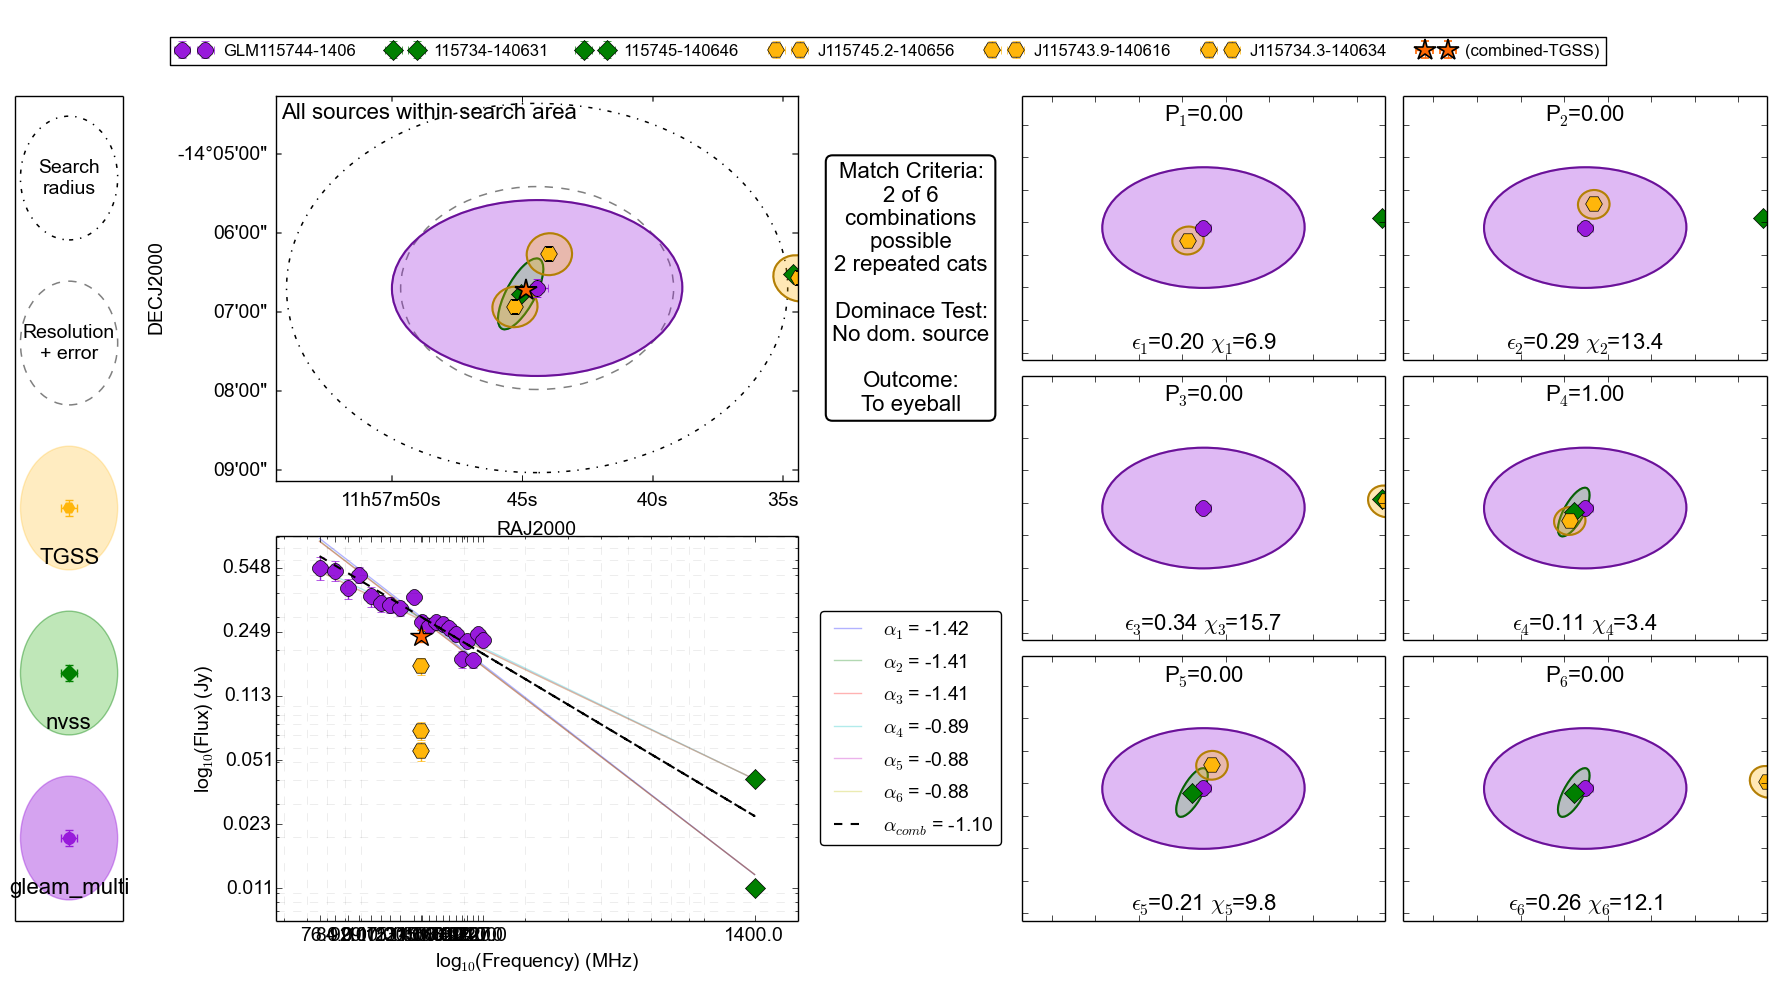 GLM115744-1406 115734-140631 115745-140646 J115745.2-140656 J115743.9-140616 J115734.3-140634 (combined-TGSS)
Search
radius
Resolution
+ error
TGSS
nvss
gleam_multi
All sources within search area
-14°05'00"
06'00"
07'00"
08'00"
09'00"
DECJ2000
11h57m50s 45s 40s 35s
RAJ2000
Match Criteria:
2 of 6
combinations
possible
2 repeated cats
Dominace Test:
No dom. source
Outcome:
To eyeball
0.548
0.249
0.113
0.051
0.023
0.011
log₁₀(Flux) (Jy)
1400.0
log₁₀(Frequency) (MHz)
α₁ = -1.42
α₂ = -1.41
α₃ = -1.41
α₄ = -0.89
α₅ = -0.88
α₆ = -0.88
α_comb = -1.10
P₁=0.00
ϵ₁=0.20 χ₁=6.9
P₂=0.00
ϵ₂=0.29 χ₂=13.4
P₃=0.00
ϵ₃=0.34 χ₃=15.7
P₄=1.00
ϵ₄=0.11 χ₄=3.4
P₅=0.00
ϵ₅=0.21 χ₅=9.8
P₆=0.00
ϵ₆=0.26 χ₆=12.1